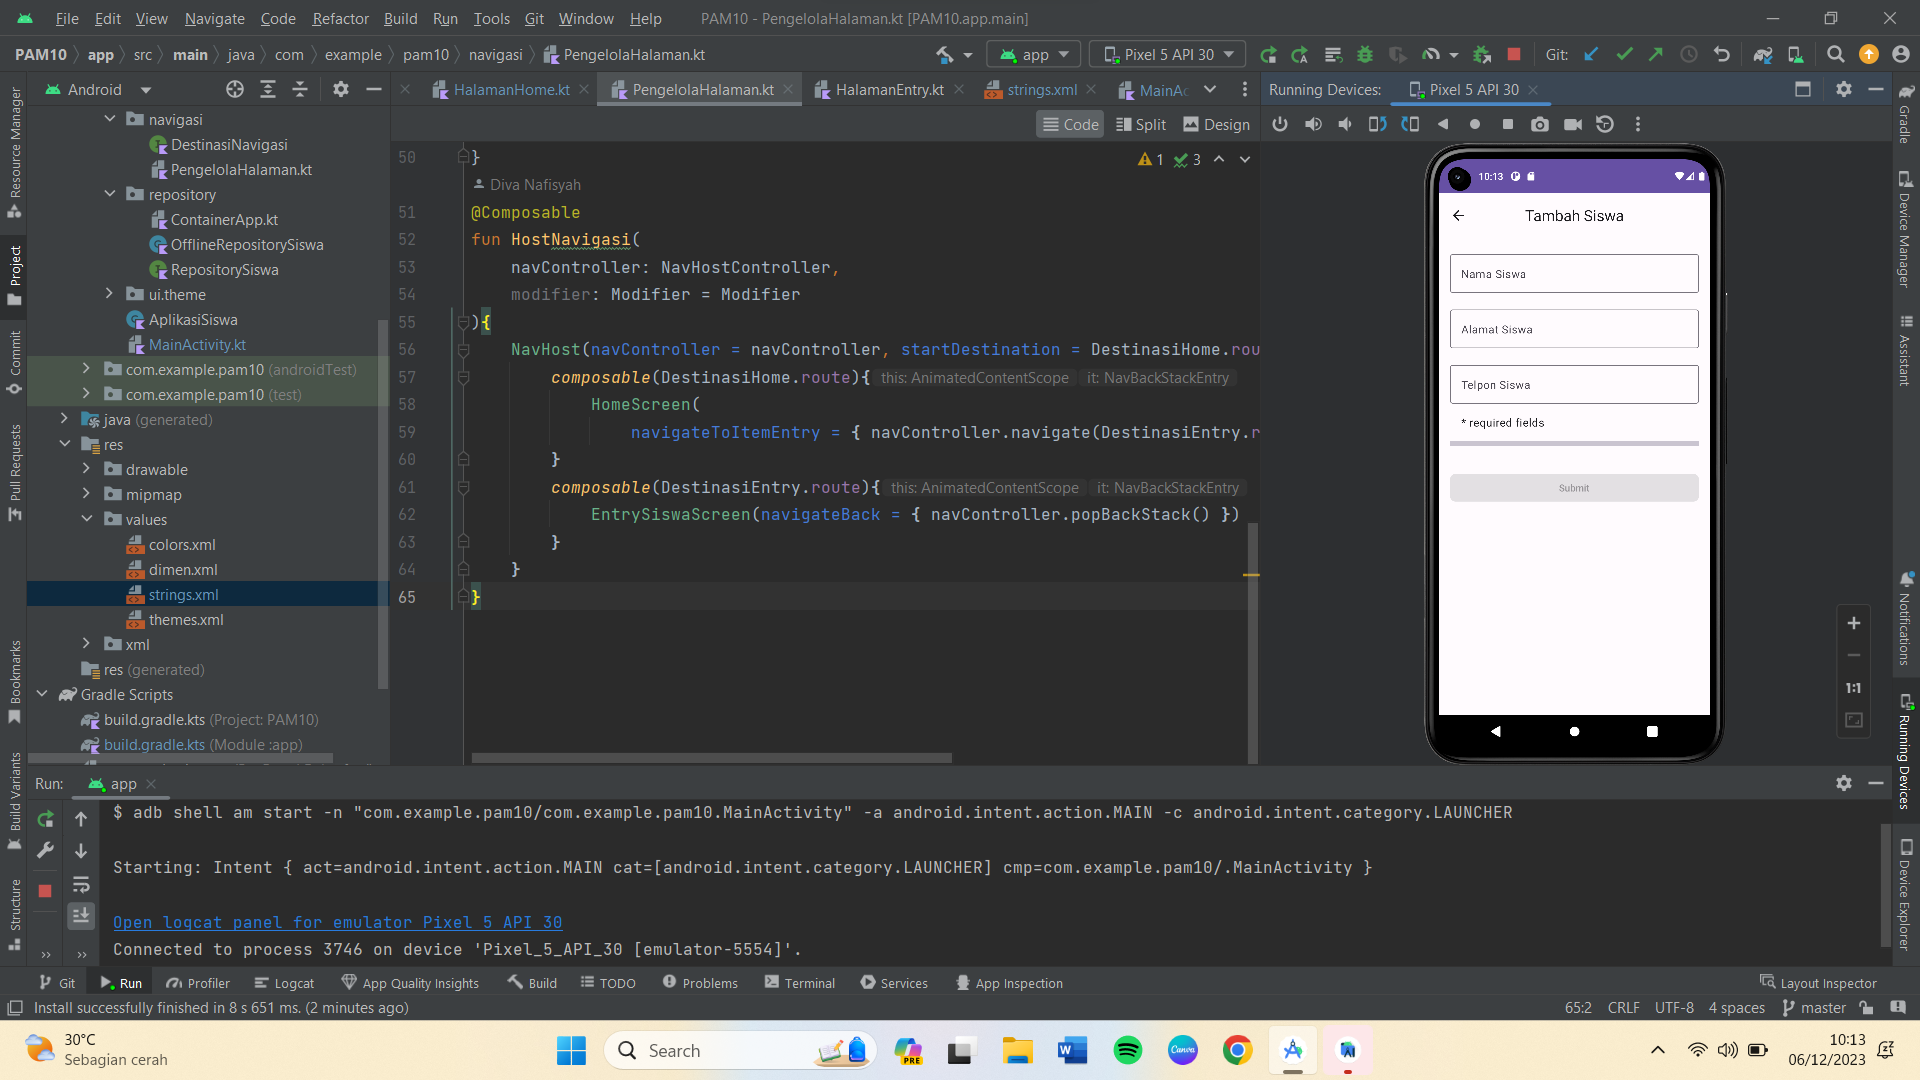 File Edit View Navigate Code Refactor Build Run Tools Git Window Help PAM10 - PengelolaHalaman.kt [PAM10.app.main]
PAM10 app src main java com example pam10 navigasi PengelolaHalaman.kt app Pixel 5 API 30 Git:
Android HalamanHome.kt PengelolaHalaman.kt HalamanEntry.kt strings.xml MainAc Running Devices: Pixel 5 API 30
Code Split Design
Resource Manager
Project
Commit
Pull Requests
Bookmarks
Build Variants
Structure
navigasi
DestinasiNavigasi
PengelolaHalaman.kt
repository
ContainerApp.kt
OfflineRepositorySiswa
RepositorySiswa
ui.theme
AplikasiSiswa
MainActivity.kt
com.example.pam10 (androidTest)
com.example.pam10 (test)
java (generated)
res
drawable
mipmap
values
colors.xml
dimen.xml
strings.xml
themes.xml
xml
res (generated)
Gradle Scripts
build.gradle.kts (Project: PAM10)
build.gradle.kts (Module :app)
50 }
1 3
Diva Nafisyah
51 @Composable
52 fun HostNavigasi(
53 navController: NavHostController,
54 modifier: Modifier = Modifier
55 ){
56 NavHost(navController = navController, startDestination = DestinasiHome.rou
57 composable(DestinasiHome.route){ this: AnimatedContentScope it: NavBackStackEntry
58 HomeScreen(
59 navigateToItemEntry = { navController.navigate(DestinasiEntry.r
60 }
61 composable(DestinasiEntry.route){ this: AnimatedContentScope it: NavBackStackEntry
62 EntrySiswaScreen(navigateBack = { navController.popBackStack() })
63 }
64 }
65 }
10:13
Tambah Siswa
Nama Siswa
Alamat Siswa
Telpon Siswa
* required fields
Submit
1:1
Gradle
Device Manager
Assistant
Notifications
Running Devices
Device Explorer
Run: app
$ adb shell am start -n "com.example.pam10/com.example.pam10.MainActivity" -a android.intent.action.MAIN -c android.intent.category.LAUNCHER
Starting: Intent { act=android.intent.action.MAIN cat=[android.intent.category.LAUNCHER] cmp=com.example.pam10/.MainActivity }
Open logcat panel for emulator Pixel 5 API 30
Connected to process 3746 on device 'Pixel_5_API_30 [emulator-5554]'.
Git Run Profiler Logcat App Quality Insights Build TODO Problems Terminal Services App Inspection Layout Inspector
Install successfully finished in 8 s 651 ms. (2 minutes ago) 65:2 CRLF UTF-8 4 spaces master
30°C
Sebagian cerah
Search
PRE
Canva
10:13
06/12/2023